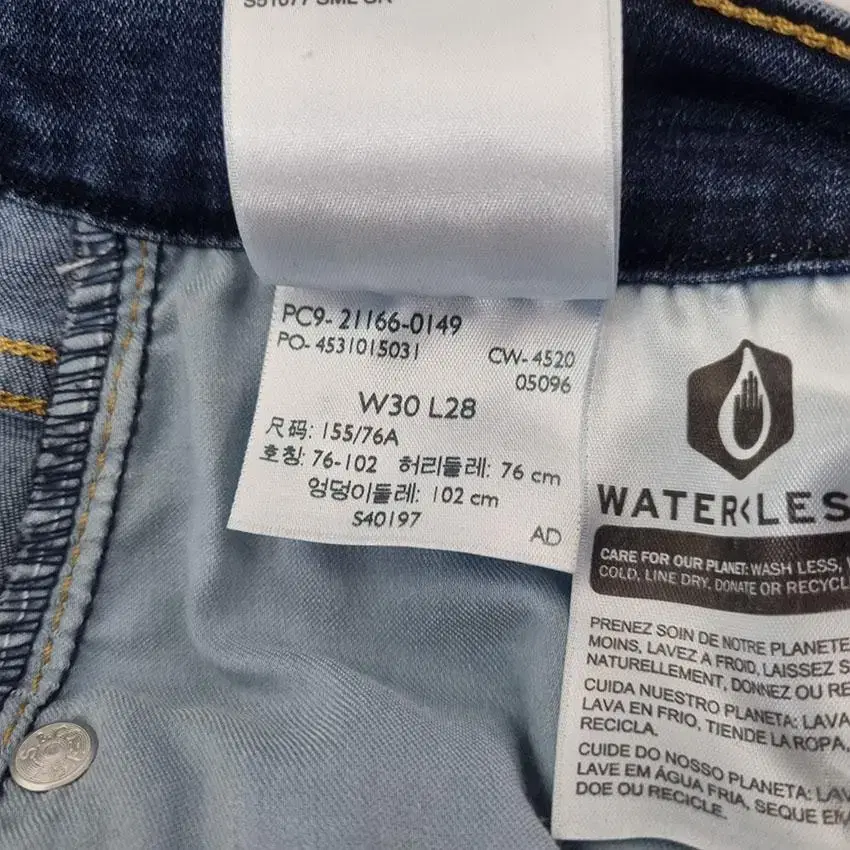 PC9- 21166-0149
PO- 4531015031
CW- 4520
05096
W30 L28
尺码: 155/76A
호칭: 76-102 허리둘레: 76 cm
엉덩이둘레: 102 cm
S40197
AD
WATER<LES
CARE FOR OUR PLANET: WASH LESS,
COLD, LINE DRY, DONATE OR RECYCL
PRENEZ SOIN DE NOTRE PLANETE
MOINS, LAVEZ A FROID, LAISSEZ S
NATURELLEMENT, DONNEZ OU RE
CUIDA NUESTRO PLANETA: LAVA
LAVA EN FRIO, TIENDE LA ROPA,
RECICLA.
CUIDE DO NOSSO PLANETA: LAV
LAVE EM ÁGUA FRIA, SEQUE EM
DOE OU RECICLE.